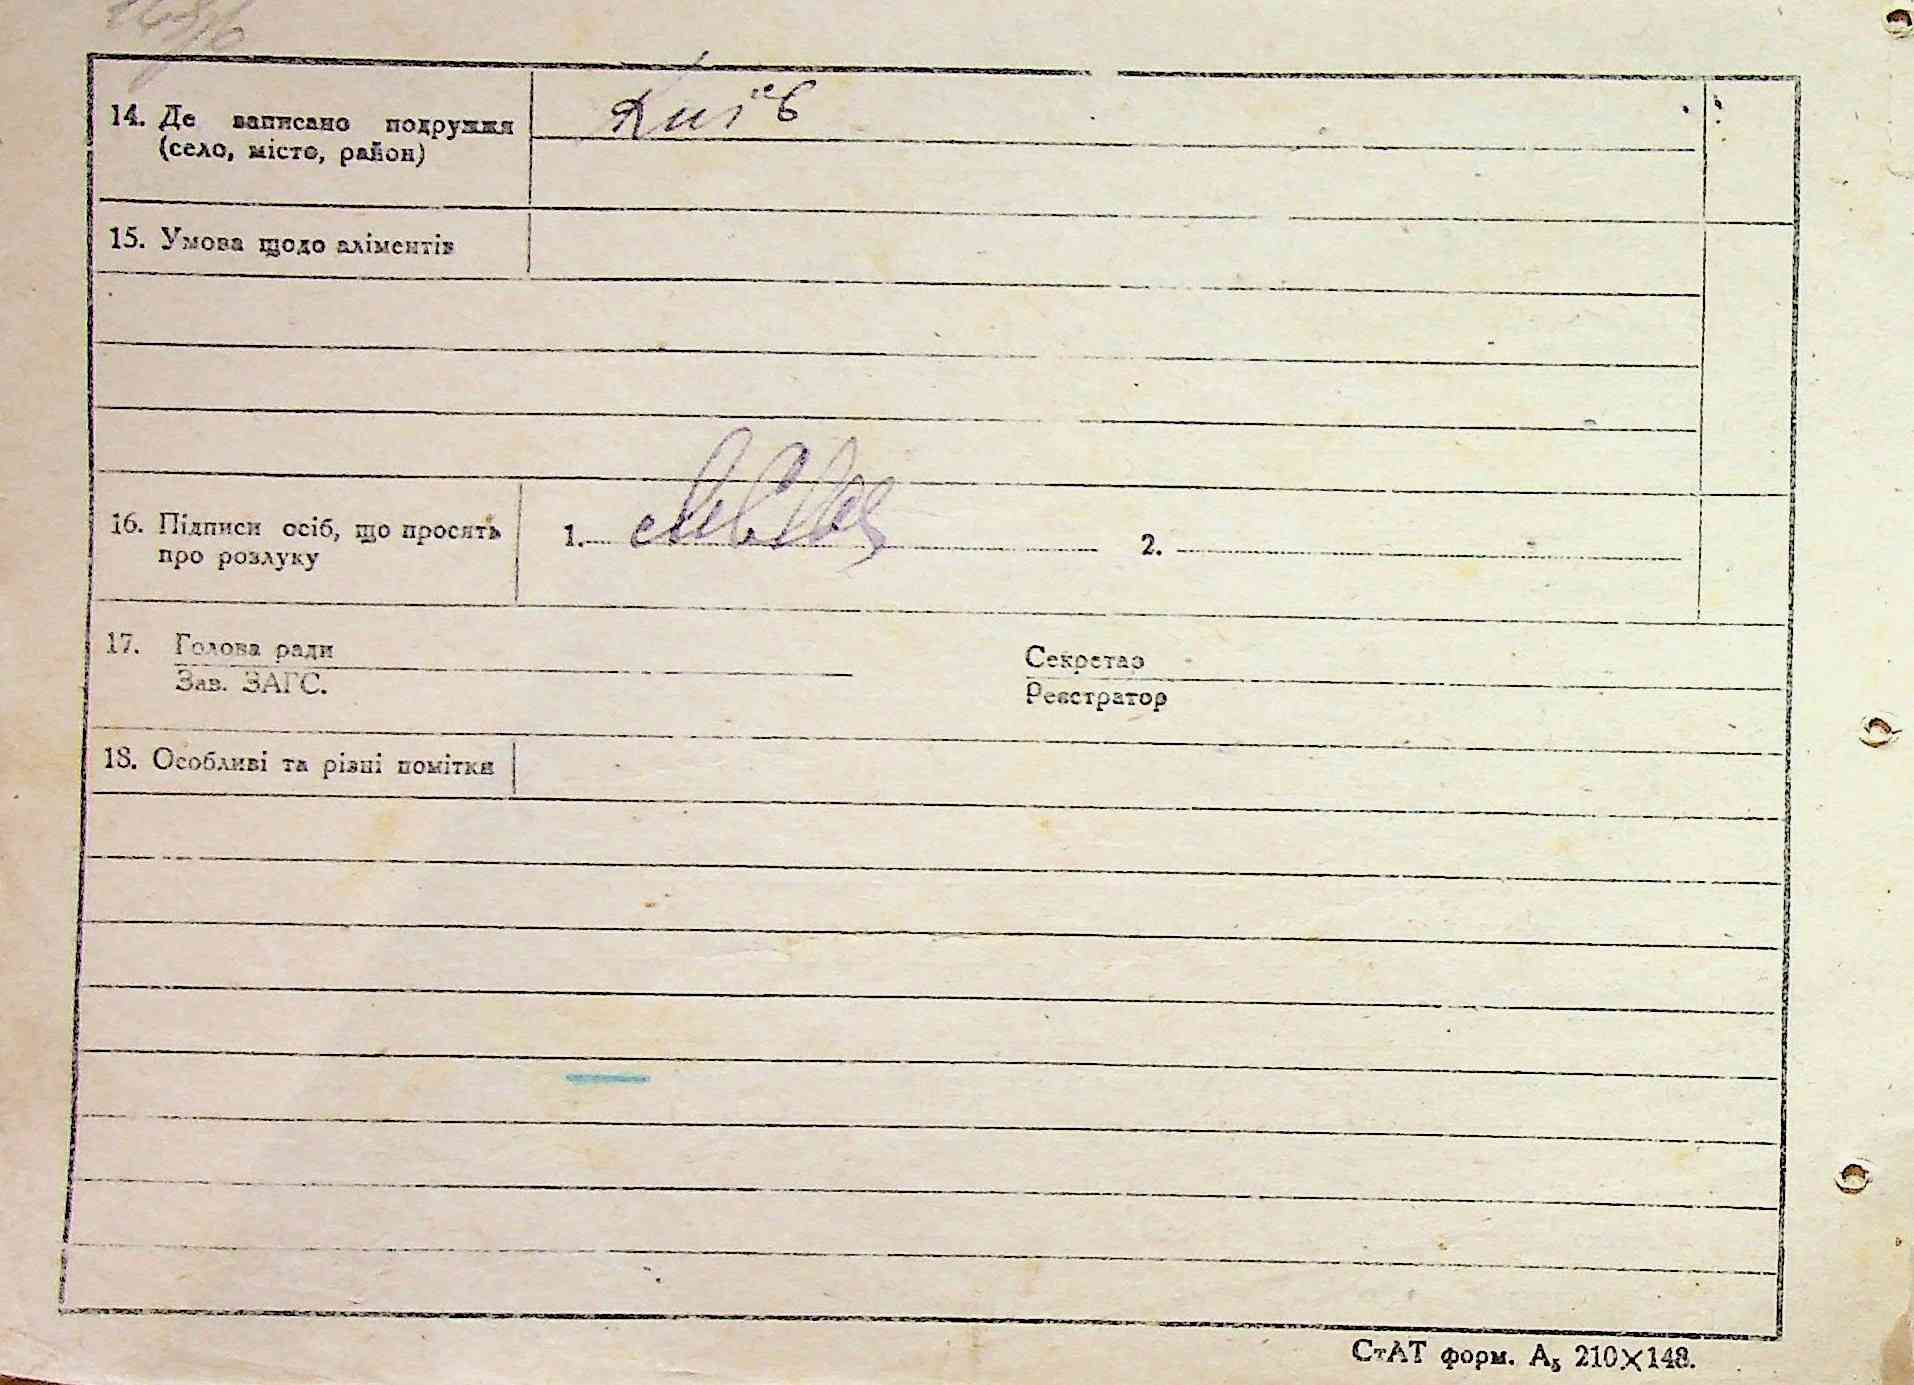 14. Де записано подружжя Київ
(село, місто, район)
15. Умова щодо аліментів
16. Підписи осіб, що просять 1. 2.
про розлуку
17. Голова ради Секретар
Зав. ЗАГС. Реєстратор
18. Особливі та різні помітки
СтАТ форм. А₅ 210×148.